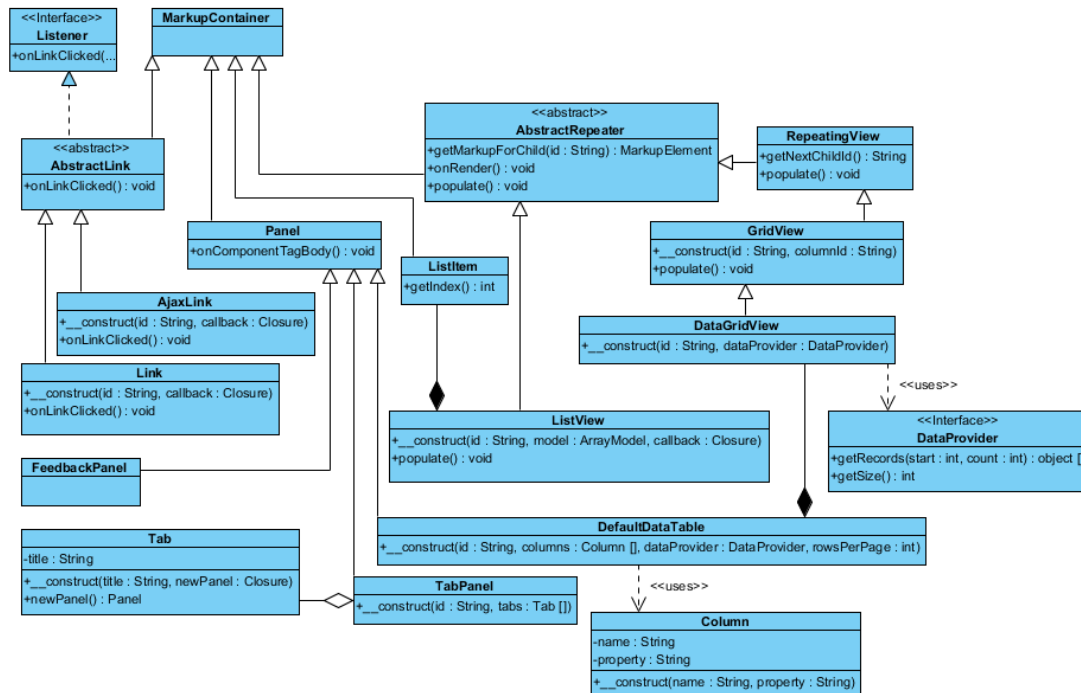 <<Interface>>
Listener
+onLinkClicked(...
MarkupContainer
<<abstract>>
AbstractLink
+onLinkClicked() : void
<<abstract>>
AbstractRepeater
+getMarkupForChild(id : String) : MarkupElement
+onRender() : void
+populate() : void
RepeatingView
+getNextChildId() : String
+populate() : void
Panel
+onComponentTagBody() : void
ListItem
+getIndex() : int
GridView
+__construct(id : String, columnId : String)
+populate() : void
AjaxLink
+__construct(id : String, callback : Closure)
+onLinkClicked() : void
DataGridView
+__construct(id : String, dataProvider : DataProvider)
Link
+__construct(id : String, callback : Closure)
+onLinkClicked() : void
<<uses>>
ListView
+__construct(id : String, model : ArrayModel, callback : Closure)
+populate() : void
<<Interface>>
DataProvider
+getRecords(start : int, count : int) : object [
+getSize() : int
FeedbackPanel
DefaultDataTable
+__construct(id : String, columns : Column [], dataProvider : DataProvider, rowsPerPage : int)
Tab
-title : String
+__construct(title : String, newPanel : Closure)
+newPanel() : Panel
TabPanel
+__construct(id : String, tabs : Tab [])
<<uses>>
Column
-name : String
-property : String
+__construct(name : String, property : String)